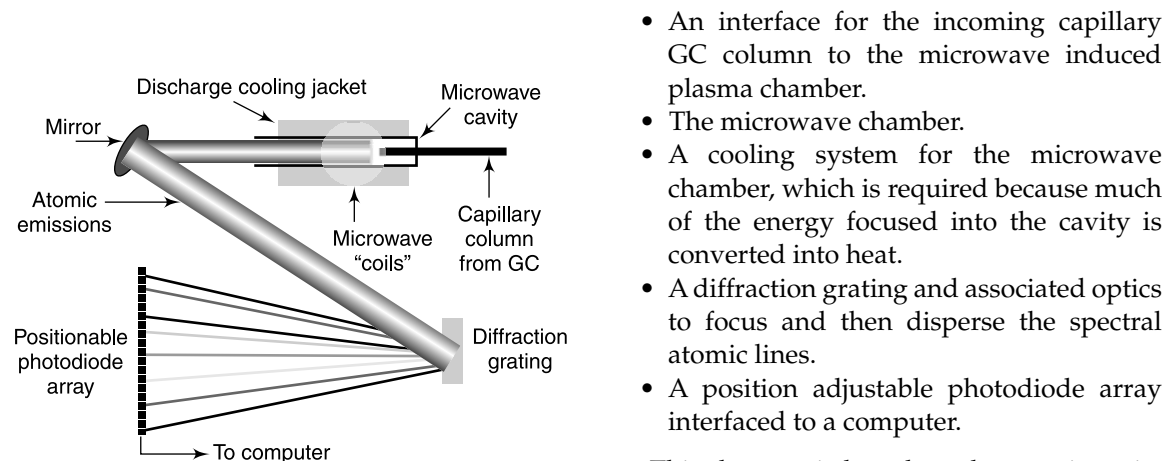 Discharge cooling jacket
Microwave
cavity
Mirror
Atomic
emissions
Microwave
“coils”
Capillary
column
from GC
Positionable
photodiode
array
Diffraction
grating
To computer
• An interface for the incoming capillary
GC column to the microwave induced
plasma chamber.
• The microwave chamber.
• A cooling system for the microwave
chamber, which is required because much
of the energy focused into the cavity is
converted into heat.
• A diffraction grating and associated optics
to focus and then disperse the spectral
atomic lines.
• A position adjustable photodiode array
interfaced to a computer.